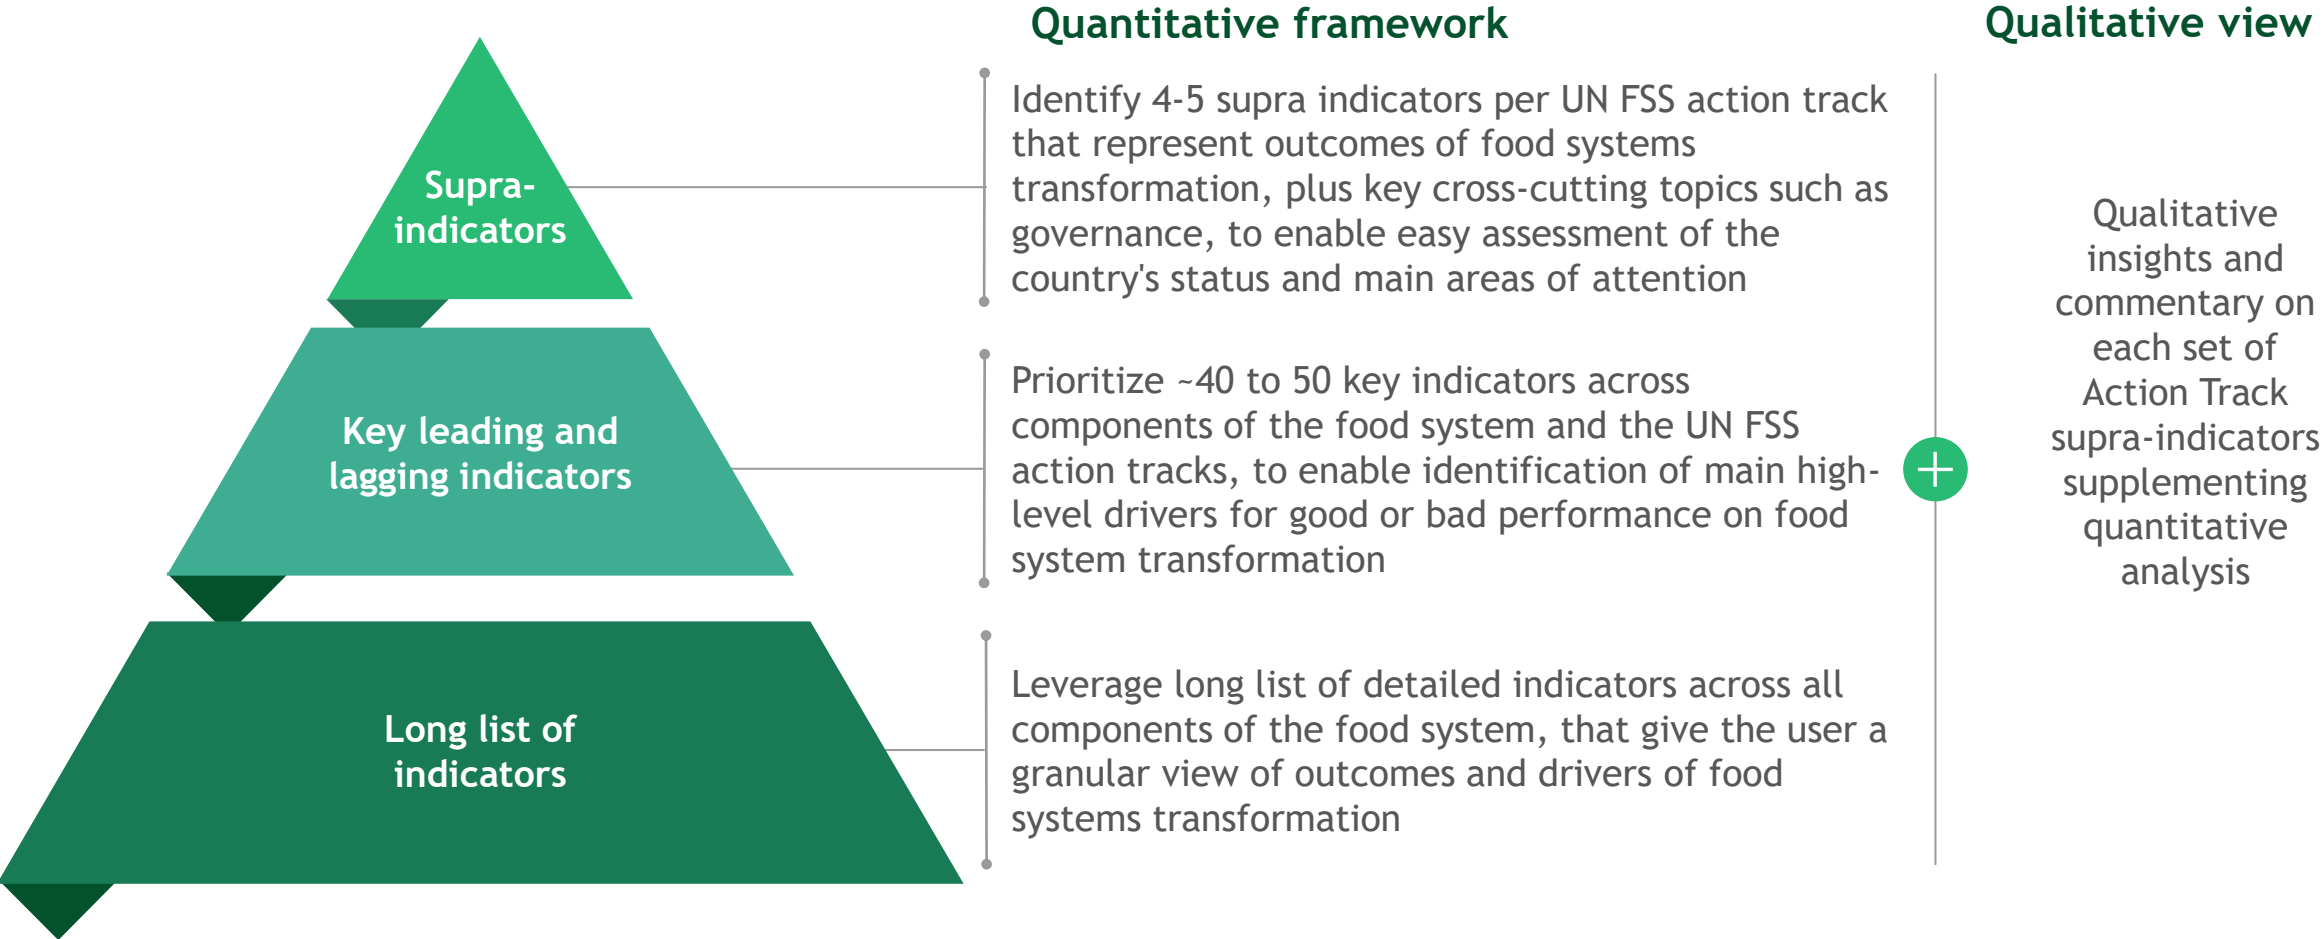 Quantitative framework
Qualitative view
Supra-
indicators
Identify 4-5 supra indicators per UN FSS action track
that represent outcomes of food systems
transformation, plus key cross-cutting topics such as
governance, to enable easy assessment of the
country's status and main areas of attention
Key leading and
lagging indicators
Prioritize ~40 to 50 key indicators across
components of the food system and the UN FSS
action tracks, to enable identification of main high-
level drivers for good or bad performance on food
system transformation
Long list of
indicators
Leverage long list of detailed indicators across all
components of the food system, that give the user a
granular view of outcomes and drivers of food
systems transformation
Qualitative
insights and
commentary on
each set of
Action Track
supra-indicators
supplementing
quantitative
analysis